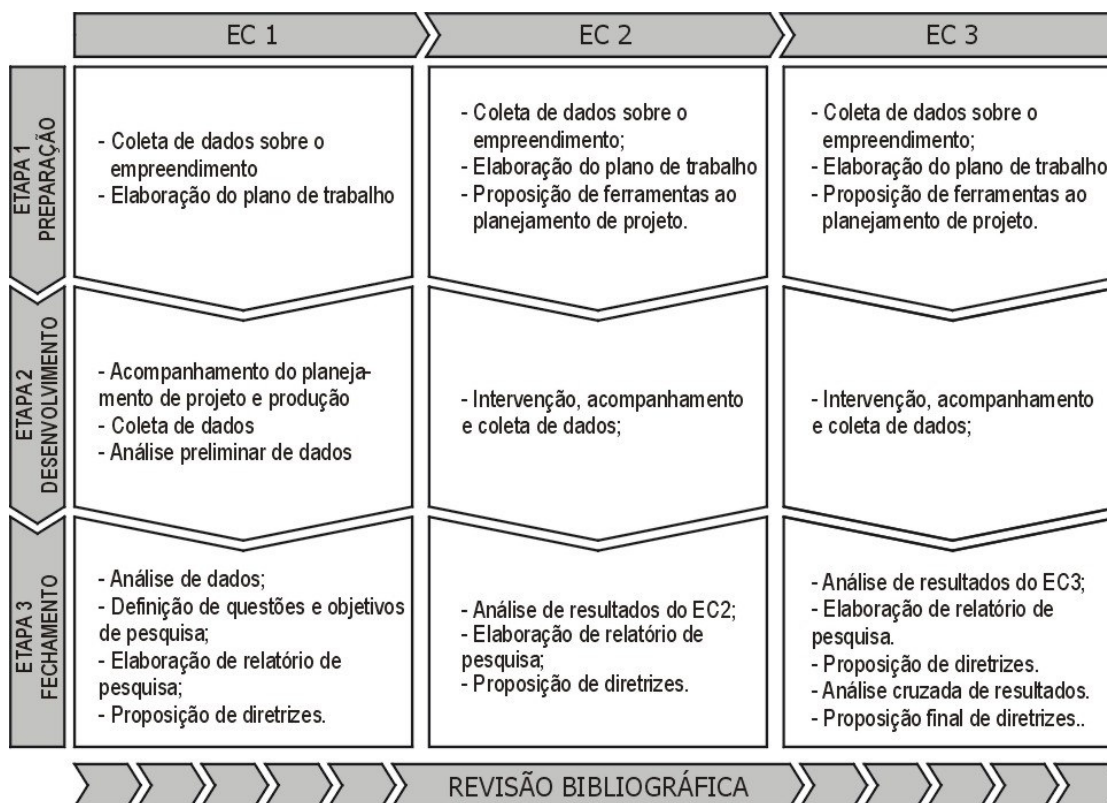 EC 1
EC 2
EC 3
ETAPA 1
PREPARAÇÃO
- Coleta de dados sobre o
empreendimento
- Elaboração do plano de trabalho
- Coleta de dados sobre o
empreendimento;
- Elaboração do plano de trabalho
- Proposição de ferramentas ao
planejamento de projeto.
- Coleta de dados sobre o
empreendimento;
- Elaboração do plano de trabalho
- Proposição de ferramentas ao
planejamento de projeto.
ETAPA 2
DESENVOLVIMENTO
- Acompanhamento do planeja-
mento de projeto e produção
- Coleta de dados
- Análise preliminar de dados
- Intervenção, acompanhamento
e coleta de dados;
- Intervenção, acompanhamento
e coleta de dados;
ETAPA 3
FECHAMENTO
- Análise de dados;
- Definição de questões e objetivos
de pesquisa;
- Elaboração de relatório de
pesquisa;
- Proposição de diretrizes.
- Análise de resultados do EC2;
- Elaboração de relatório de
pesquisa;
- Proposição de diretrizes.
- Análise de resultados do EC3;
- Elaboração de relatório de
pesquisa.
- Proposição de diretrizes.
- Análise cruzada de resultados.
- Proposição final de diretrizes..
REVISÃO BIBLIOGRÁFICA